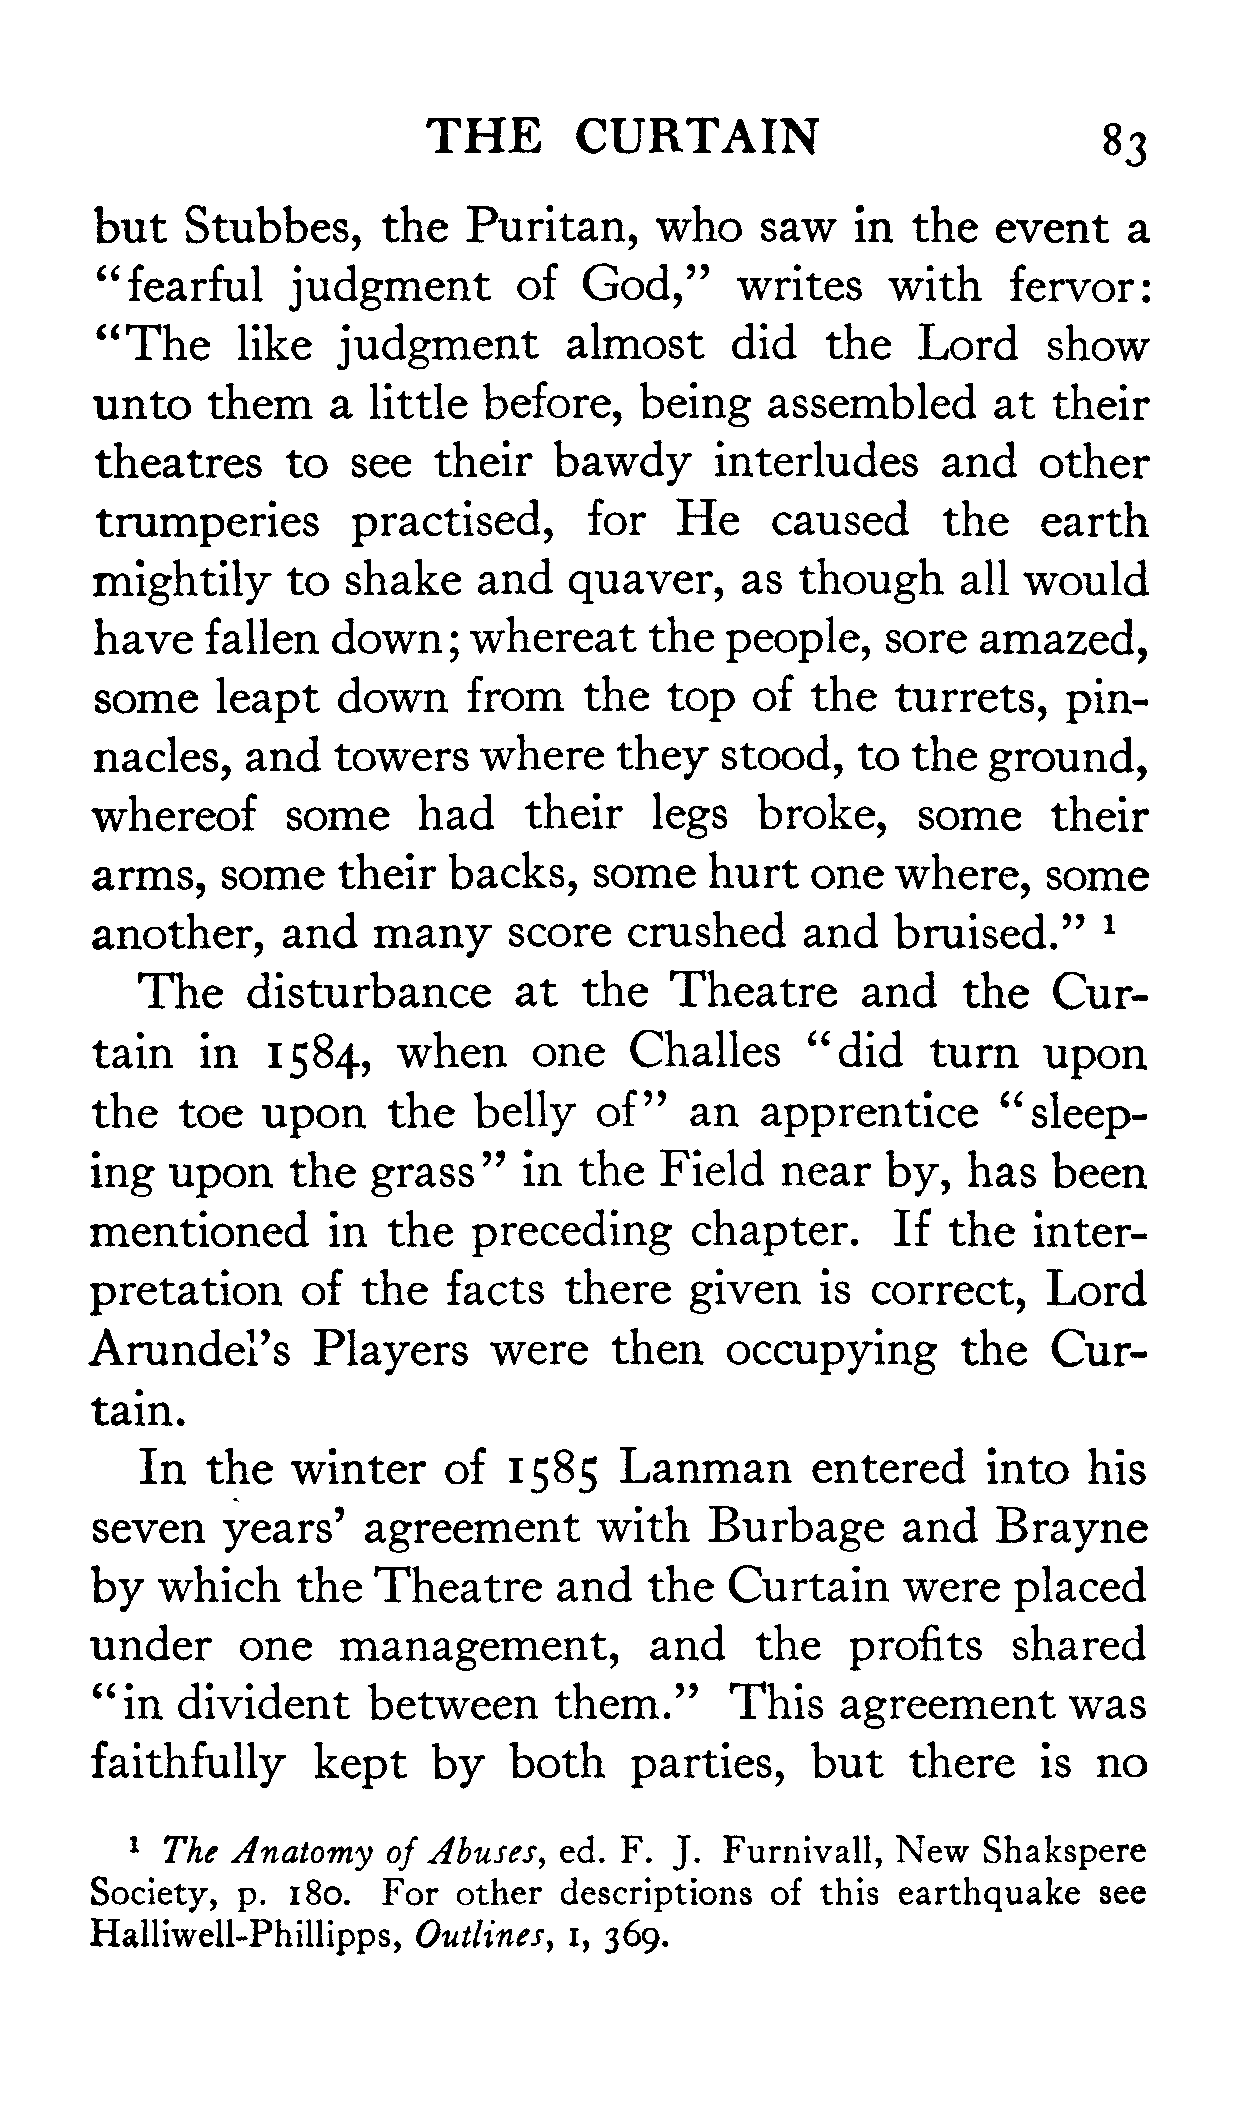 THE CURTAIN 83
but Stubbes, the Puritan, who saw in the event a
“fearful judgment of God,” writes with fervor:
“The like judgment almost did the Lord show
unto them a little before, being assembled at their
theatres to see their bawdy interludes and other
trumperies practised, for He caused the earth
mightily to shake and quaver, as though all would
have fallen down; whereat the people, sore amazed,
some leapt down from the top of the turrets, pin-
nacles, and towers where they stood, to the ground,
whereof some had their legs broke, some their
arms, some their backs, some hurt one where, some
another, and many score crushed and bruised.” ¹
The disturbance at the Theatre and the Cur-
tain in 1584, when one Challes “did turn upon
the toe upon the belly of” an apprentice “sleep-
ing upon the grass” in the Field near by, has been
mentioned in the preceding chapter. If the inter-
pretation of the facts there given is correct, Lord
Arundel’s Players were then occupying the Cur-
tain.
In the winter of 1585 Lanman entered into his
seven years’ agreement with Burbage and Brayne
by which the Theatre and the Curtain were placed
under one management, and the profits shared
“in divident between them.” This agreement was
faithfully kept by both parties, but there is no
¹ The Anatomy of Abuses, ed. F. J. Furnivall, New Shakspere
Society, p. 180. For other descriptions of this earthquake see
Halliwell-Phillipps, Outlines, 1, 369.